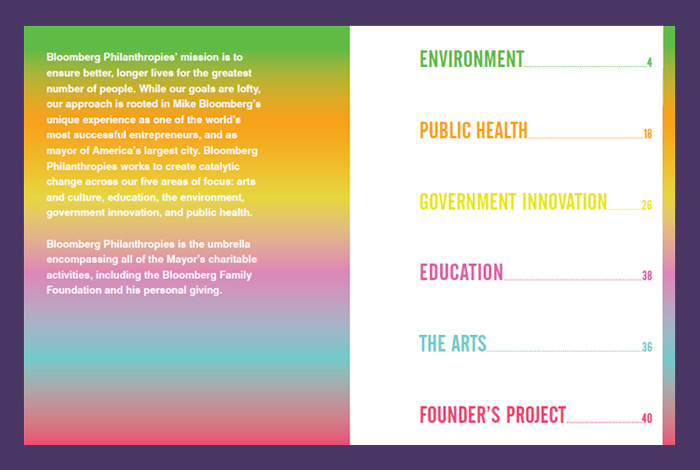 Bloomberg Philanthropies’ mission is to
ensure better, longer lives for the greatest
number of people. While our goals are lofty,
our approach is rooted in Mike Bloomberg’s
unique experience as one of the world’s
most successful entrepreneurs, and as
mayor of America’s largest city. Bloomberg
Philanthropies works to create catalytic
change across our five areas of focus: arts
and culture, education, the environment,
government innovation, and public health.
Bloomberg Philanthropies is the umbrella
encompassing all of the Mayor’s charitable
activities, including the Bloomberg Family
Foundation and his personal giving.
ENVIRONMENT 4
PUBLIC HEALTH 18
GOVERNMENT INNOVATION 26
EDUCATION 38
THE ARTS 36
FOUNDER’S PROJECT 40